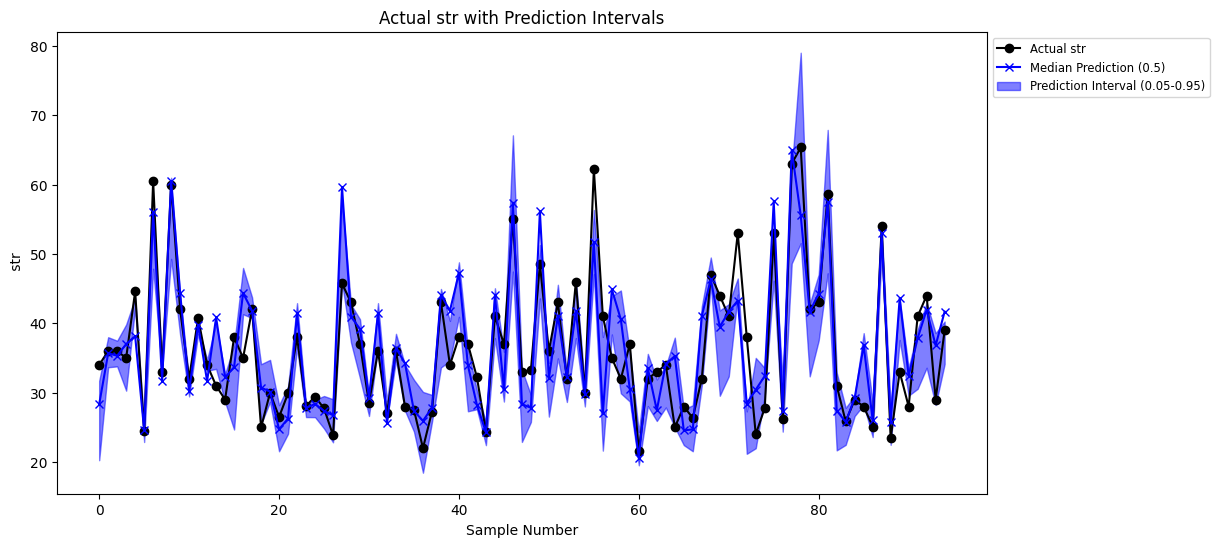 Actual str with Prediction Intervals
80
70
60
50
40
30
20
str
0
20
40
60
80
Sample Number
Actual str
Median Prediction (0.5)
Prediction Interval (0.05-0.95)